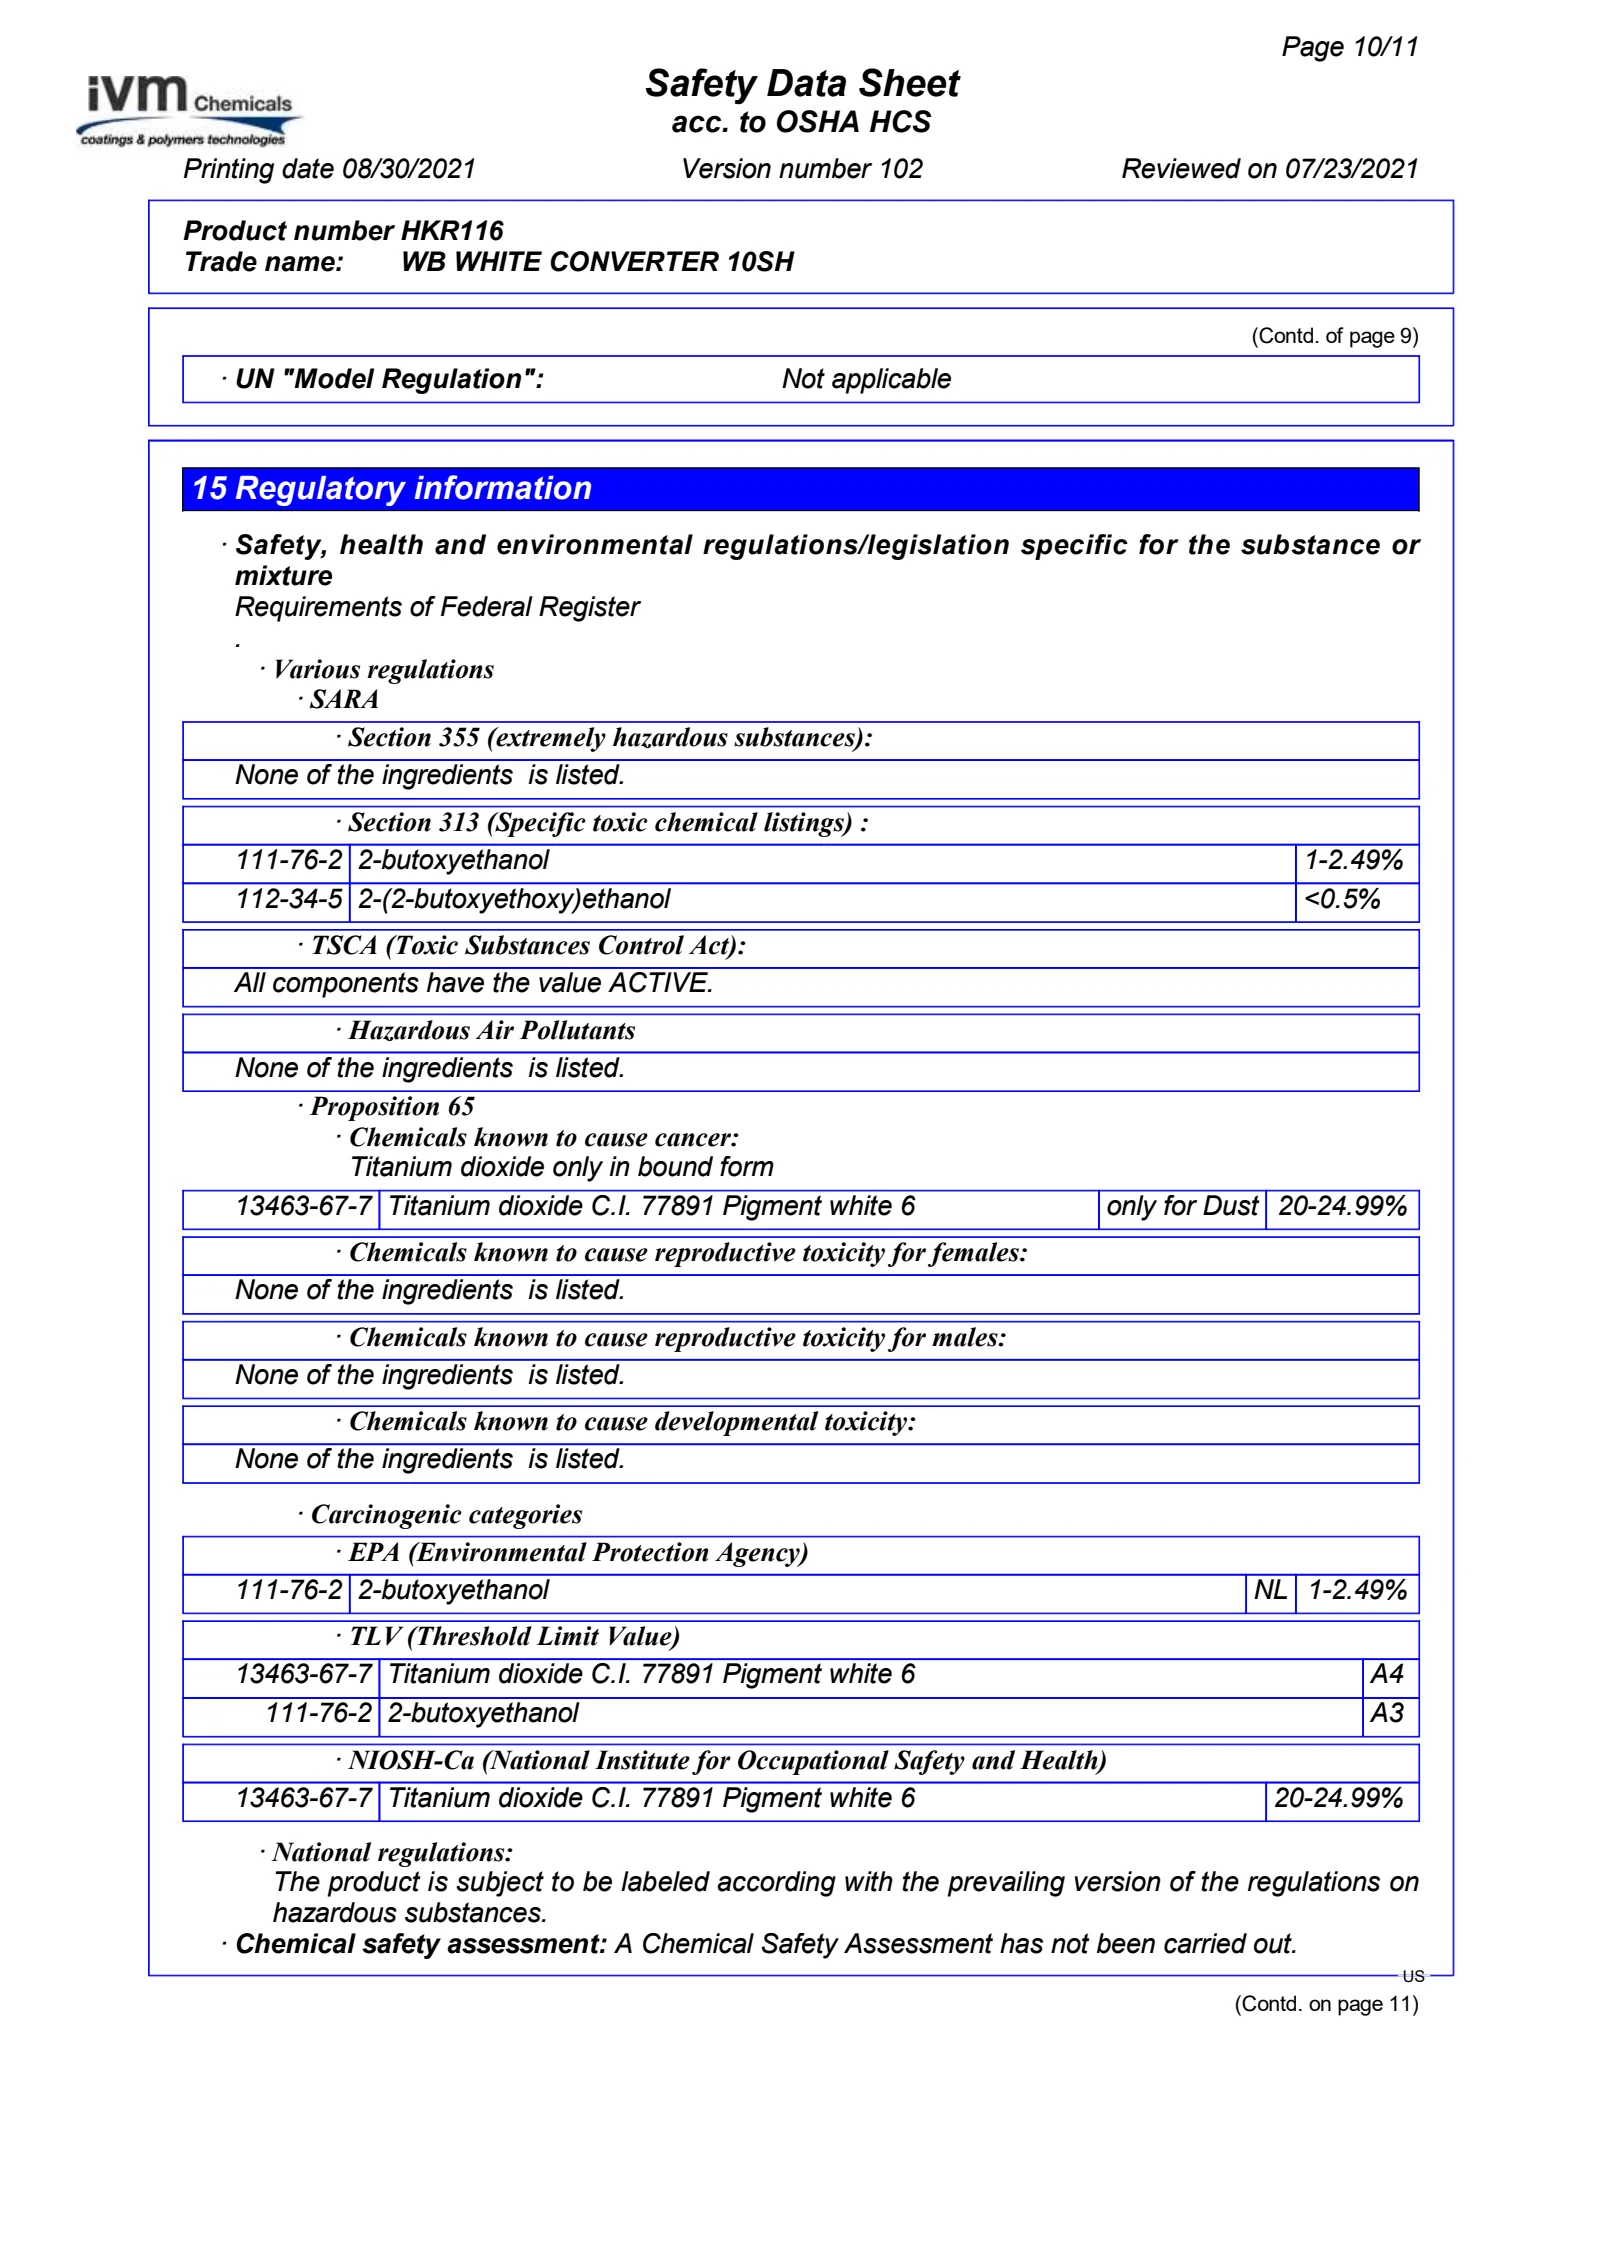 Page 10/11
ivm Chemicals
coatings & polymers technologies
Safety Data Sheet
acc. to OSHA HCS
Printing date 08/30/2021 Version number 102 Reviewed on 07/23/2021
Product number HKR116
Trade name: WB WHITE CONVERTER 10SH
(Contd. of page 9)
· UN "Model Regulation": Not applicable
15 Regulatory information
· Safety, health and environmental regulations/legislation specific for the substance or
mixture
Requirements of Federal Register
·
· Various regulations
· SARA
· Section 355 (extremely hazardous substances):
None of the ingredients is listed.
· Section 313 (Specific toxic chemical listings) :
111-76-2 2-butoxyethanol 1-2.49%
112-34-5 2-(2-butoxyethoxy)ethanol <0.5%
· TSCA (Toxic Substances Control Act):
All components have the value ACTIVE.
· Hazardous Air Pollutants
None of the ingredients is listed.
· Proposition 65
· Chemicals known to cause cancer:
Titanium dioxide only in bound form
13463-67-7 Titanium dioxide C.I. 77891 Pigment white 6 only for Dust 20-24.99%
· Chemicals known to cause reproductive toxicity for females:
None of the ingredients is listed.
· Chemicals known to cause reproductive toxicity for males:
None of the ingredients is listed.
· Chemicals known to cause developmental toxicity:
None of the ingredients is listed.
· Carcinogenic categories
· EPA (Environmental Protection Agency)
111-76-2 2-butoxyethanol NL 1-2.49%
· TLV (Threshold Limit Value)
13463-67-7 Titanium dioxide C.I. 77891 Pigment white 6 A4
111-76-2 2-butoxyethanol A3
· NIOSH-Ca (National Institute for Occupational Safety and Health)
13463-67-7 Titanium dioxide C.I. 77891 Pigment white 6 20-24.99%
· National regulations:
The product is subject to be labeled according with the prevailing version of the regulations on
hazardous substances.
· Chemical safety assessment: A Chemical Safety Assessment has not been carried out.
US
(Contd. on page 11)